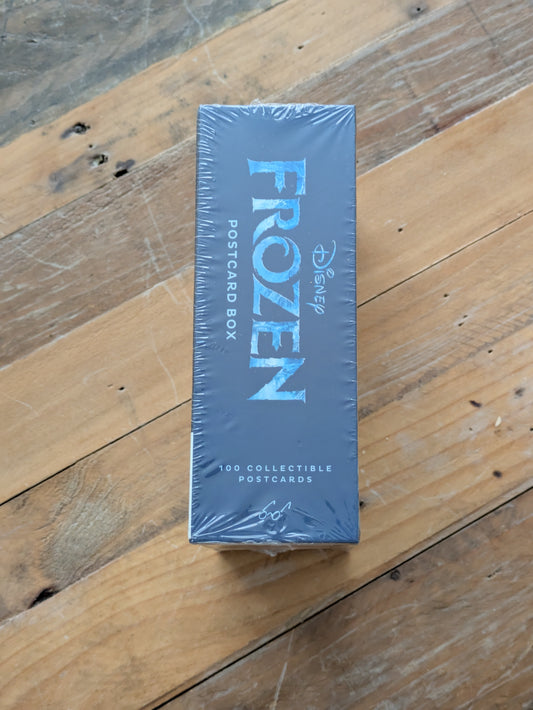 DISNEY
FROZEN
POSTCARD BOX
100 COLLECTIBLE
POSTCARDS